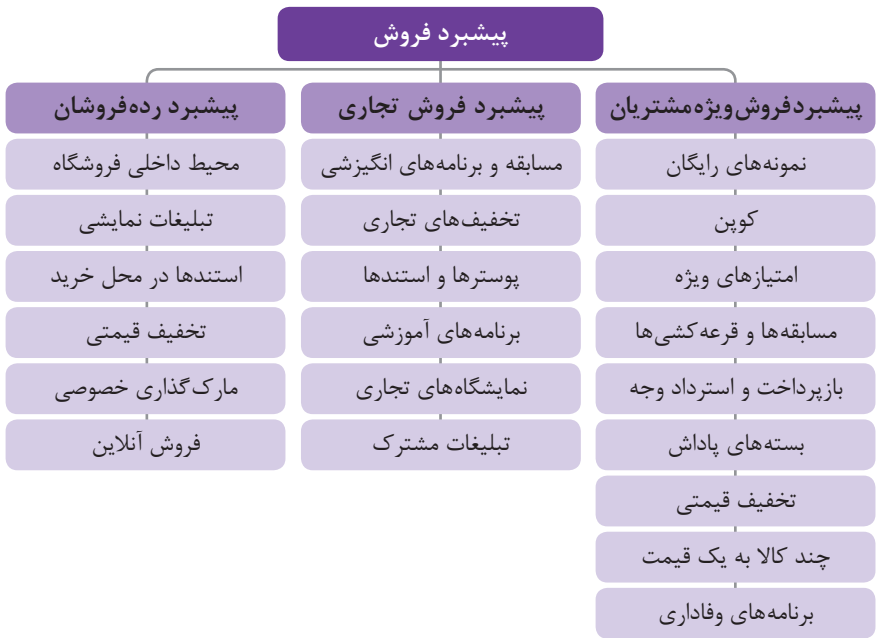 پیشبرد فروش
پیشبردفروش‌ویژه‌مشتریان
نمونه‌های رایگان
کوپن
امتیازهای ویژه
مسابقه‌ها و قرعه‌کشی‌ها
بازپرداخت و استرداد وجه
بسته‌های پاداش
تخفیف قیمتی
چند کالا به یک قیمت
برنامه‌های وفاداری
پیشبرد فروش تجاری
مسابقه و برنامه‌های انگیزشی
تخفیف‌های تجاری
پوسترها و استندها
برنامه‌های آموزشی
نمایشگاه‌های تجاری
تبلیغات مشترک
پیشبرد رده‌فروشان
محیط داخلی فروشگاه
تبلیغات نمایشی
استندها در محل خرید
تخفیف قیمتی
مارک‌گذاری خصوصی
فروش آنلاین